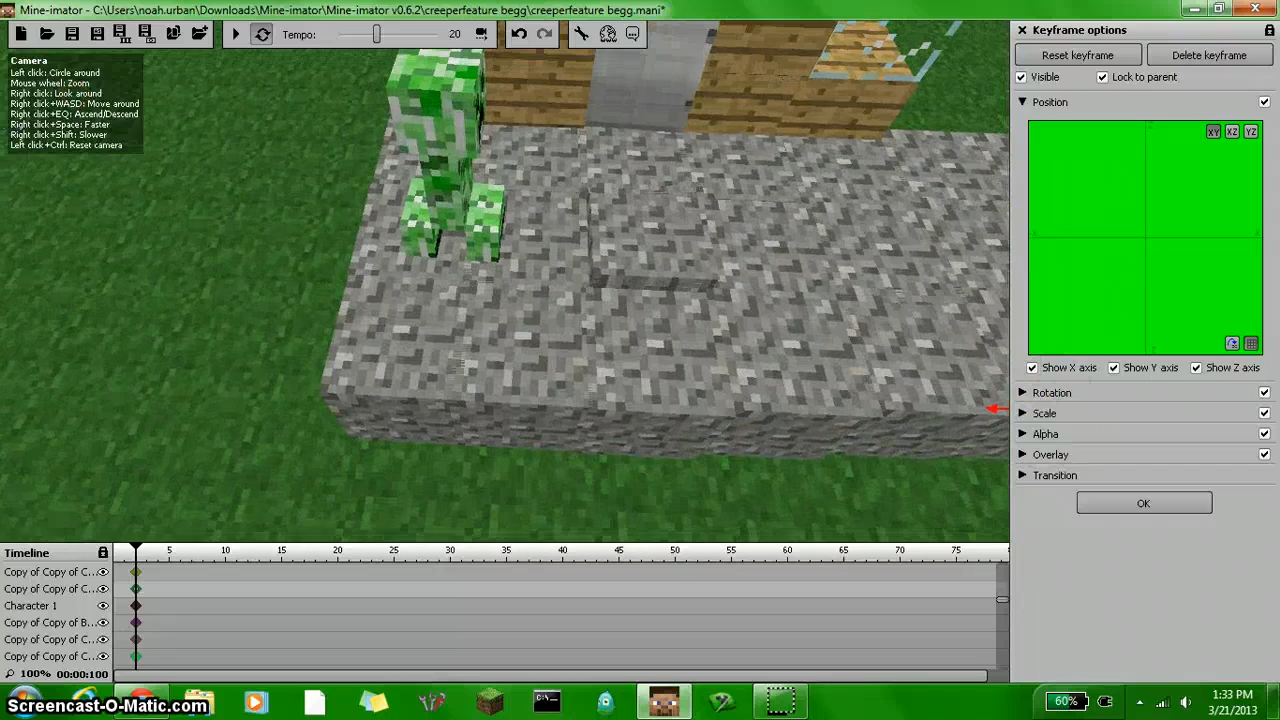 Mine-imator - C:\Users\noah.urban\Downloads\Mine-imator\Mine-imator v0.6.2\creeperfeature begg\creeperfeature begg.mani*
Tempo: 20
Camera
Left click: Circle around
Mouse wheel: Zoom
Right click: Look around
Right click+WASD: Move around
Right click+EQ: Ascend/Descend
Right click+Space: Faster
Right click+Shift: Slower
Left click+Ctrl: Reset camera
Keyframe options
Reset keyframe Delete keyframe
Visible Lock to parent
Position
XY XZ YZ
Show X axis Show Y axis Show Z axis
Rotation
Scale
Alpha
Overlay
Transition
OK
Timeline 5 10 15 20 25 30 35 40 45 50 55 60 65 70 75
Copy of Copy of C...
Copy of Copy of C...
Character 1
Copy of Copy of B...
Copy of Copy of C...
Copy of Copy of C...
100% 00:00:100
Screencast-O-Matic.com
60%
1:33 PM
3/21/2013